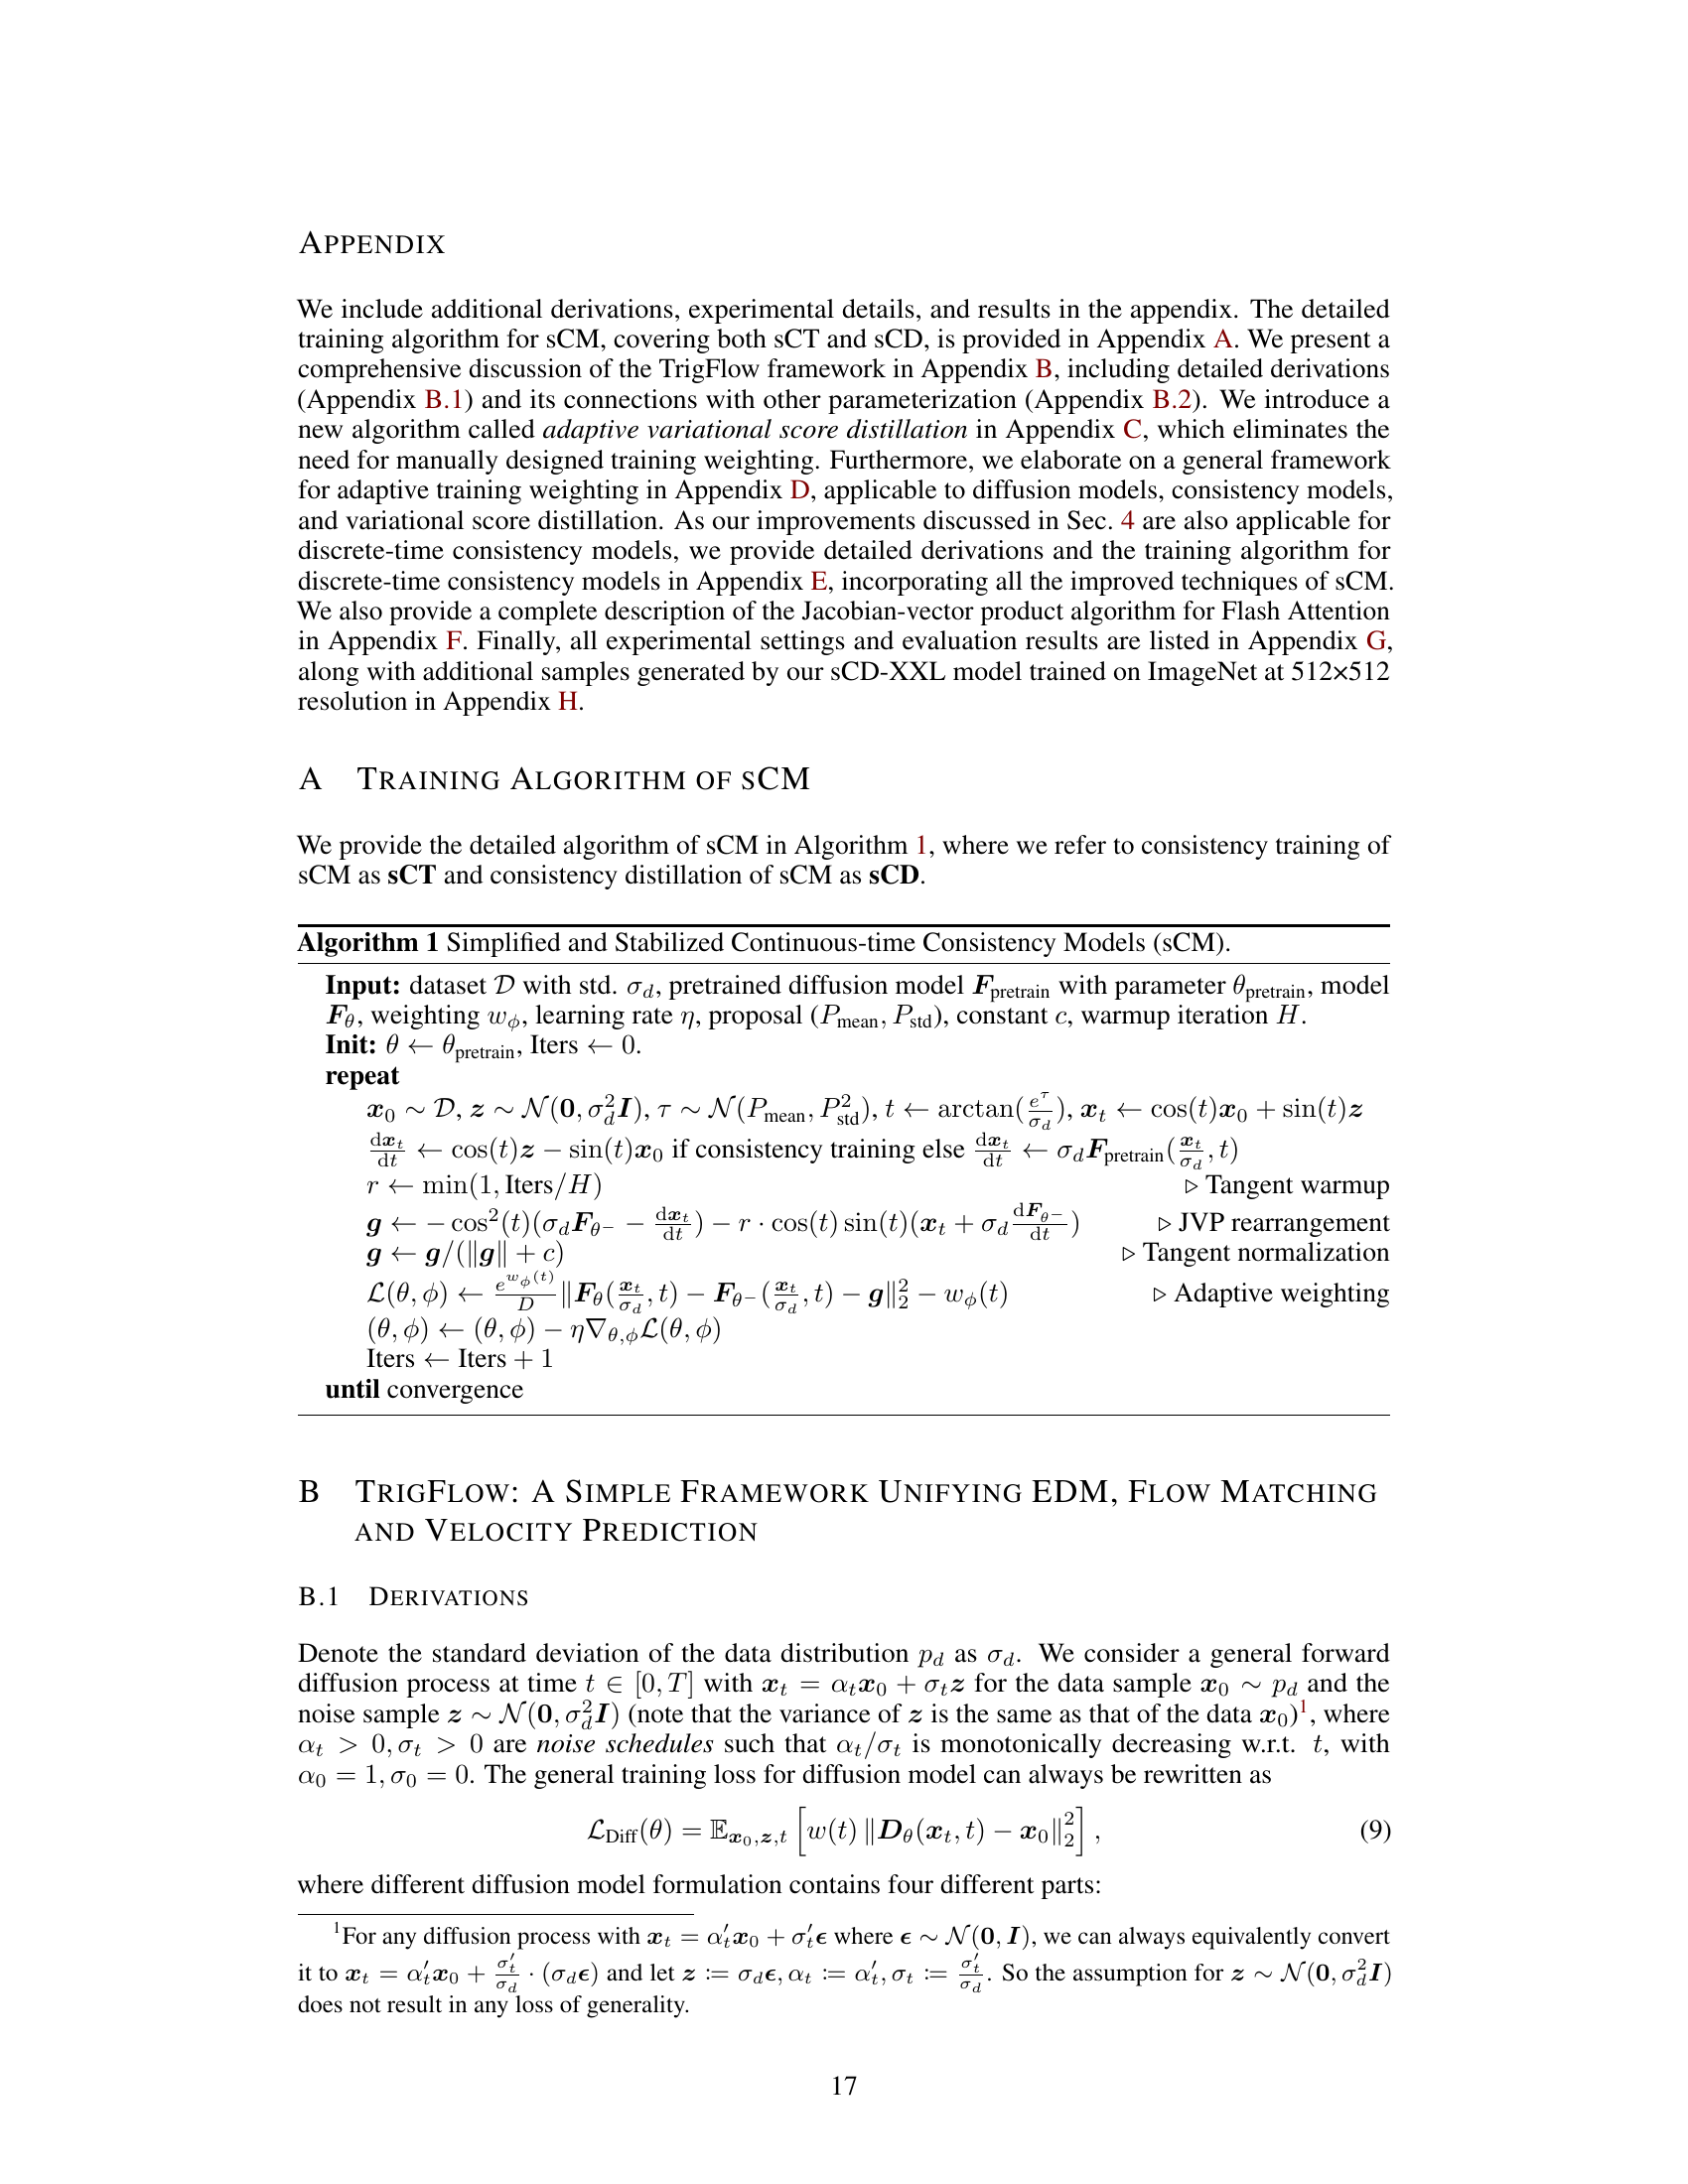 APPENDIX
We include additional derivations, experimental details, and results in the appendix. The detailed
training algorithm for sCM, covering both sCT and sCD, is provided in Appendix A. We present a
comprehensive discussion of the TrigFlow framework in Appendix B, including detailed derivations
(Appendix B.1) and its connections with other parameterization (Appendix B.2). We introduce a
new algorithm called adaptive variational score distillation in Appendix C, which eliminates the
need for manually designed training weighting. Furthermore, we elaborate on a general framework
for adaptive training weighting in Appendix D, applicable to diffusion models, consistency models,
and variational score distillation. As our improvements discussed in Sec. 4 are also applicable for
discrete-time consistency models, we provide detailed derivations and the training algorithm for
discrete-time consistency models in Appendix E, incorporating all the improved techniques of sCM.
We also provide a complete description of the Jacobian-vector product algorithm for Flash Attention
in Appendix F. Finally, all experimental settings and evaluation results are listed in Appendix G,
along with additional samples generated by our sCD-XXL model trained on ImageNet at 512×512
resolution in Appendix H.
A TRAINING ALGORITHM OF SCM
We provide the detailed algorithm of sCM in Algorithm 1, where we refer to consistency training of
sCM as sCT and consistency distillation of sCM as sCD.
Algorithm 1 Simplified and Stabilized Continuous-time Consistency Models (sCM).
Input: dataset $\mathcal{D}$ with std. $\sigma_d$, pretrained diffusion model $\boldsymbol{F}_{\text{pretrain}}$ with parameter $\theta_{\text{pretrain}}$, model
$\boldsymbol{F}_\theta$, weighting $w_\phi$, learning rate $\eta$, proposal $(P_{\text{mean}}, P_{\text{std}})$, constant $c$, warmup iteration $H$.
Init: $\theta \leftarrow \theta_{\text{pretrain}}$, Iters $\leftarrow 0$.
repeat
$\boldsymbol{x}_0 \sim \mathcal{D}, \boldsymbol{z} \sim \mathcal{N}(\boldsymbol{0}, \sigma_d^2 \boldsymbol{I}), \tau \sim \mathcal{N}(P_{\text{mean}}, P_{\text{std}}^2), t \leftarrow \arctan(\frac{e^\tau}{\sigma_d}), \boldsymbol{x}_t \leftarrow \cos(t)\boldsymbol{x}_0 + \sin(t)\boldsymbol{z}$
$\frac{\mathrm{d}\boldsymbol{x}_t}{\mathrm{d}t} \leftarrow \cos(t)\boldsymbol{z} - \sin(t)\boldsymbol{x}_0$ if consistency training else $\frac{\mathrm{d}\boldsymbol{x}_t}{\mathrm{d}t} \leftarrow \sigma_d \boldsymbol{F}_{\text{pretrain}}(\frac{\boldsymbol{x}_t}{\sigma_d}, t)$
$r \leftarrow \min(1, \text{Iters}/H)$ ▷ Tangent warmup
$\boldsymbol{g} \leftarrow -\cos^2(t)(\sigma_d \boldsymbol{F}_{\theta^-} - \frac{\mathrm{d}\boldsymbol{x}_t}{\mathrm{d}t}) - r \cdot \cos(t)\sin(t)(\boldsymbol{x}_t + \sigma_d \frac{\mathrm{d}\boldsymbol{F}_{\theta^-}}{\mathrm{d}t})$ ▷ JVP rearrangement
$\boldsymbol{g} \leftarrow \boldsymbol{g}/(\|\boldsymbol{g}\| + c)$ ▷ Tangent normalization
$\mathcal{L}(\theta, \phi) \leftarrow \frac{e^{w_\phi(t)}}{D} \|\boldsymbol{F}_\theta(\frac{\boldsymbol{x}_t}{\sigma_d}, t) - \boldsymbol{F}_{\theta^-}(\frac{\boldsymbol{x}_t}{\sigma_d}, t) - \boldsymbol{g}\|_2^2 - w_\phi(t)$ ▷ Adaptive weighting
$(\theta, \phi) \leftarrow (\theta, \phi) - \eta \nabla_{\theta,\phi} \mathcal{L}(\theta, \phi)$
Iters $\leftarrow$ Iters $+ 1$
until convergence
B TRIGFLOW: A SIMPLE FRAMEWORK UNIFYING EDM, FLOW MATCHING
AND VELOCITY PREDICTION
B.1 DERIVATIONS
Denote the standard deviation of the data distribution $p_d$ as $\sigma_d$. We consider a general forward
diffusion process at time $t \in [0, T]$ with $\boldsymbol{x}_t = \alpha_t \boldsymbol{x}_0 + \sigma_t \boldsymbol{z}$ for the data sample $\boldsymbol{x}_0 \sim p_d$ and the
noise sample $\boldsymbol{z} \sim \mathcal{N}(\boldsymbol{0}, \sigma_d^2 \boldsymbol{I})$ (note that the variance of $\boldsymbol{z}$ is the same as that of the data $\boldsymbol{x}_0$)$^1$, where
$\alpha_t > 0, \sigma_t > 0$ are noise schedules such that $\alpha_t/\sigma_t$ is monotonically decreasing w.r.t. $t$, with
$\alpha_0 = 1, \sigma_0 = 0$. The general training loss for diffusion model can always be rewritten as
$\mathcal{L}_{\text{Diff}}(\theta) = \mathbb{E}_{\boldsymbol{x}_0, \boldsymbol{z}, t} \left[ w(t) \|\boldsymbol{D}_\theta(\boldsymbol{x}_t, t) - \boldsymbol{x}_0\|_2^2 \right],$ (9)
where different diffusion model formulation contains four different parts:
$^1$For any diffusion process with $\boldsymbol{x}_t = \alpha_t' \boldsymbol{x}_0 + \sigma_t' \boldsymbol{\epsilon}$ where $\boldsymbol{\epsilon} \sim \mathcal{N}(\boldsymbol{0}, \boldsymbol{I})$, we can always equivalently convert
it to $\boldsymbol{x}_t = \alpha_t' \boldsymbol{x}_0 + \frac{\sigma_t'}{\sigma_d} \cdot (\sigma_d \boldsymbol{\epsilon})$ and let $\boldsymbol{z} := \sigma_d \boldsymbol{\epsilon}, \alpha_t := \alpha_t', \sigma_t := \frac{\sigma_t'}{\sigma_d}$. So the assumption for $\boldsymbol{z} \sim \mathcal{N}(\boldsymbol{0}, \sigma_d^2 \boldsymbol{I})$
does not result in any loss of generality.
17